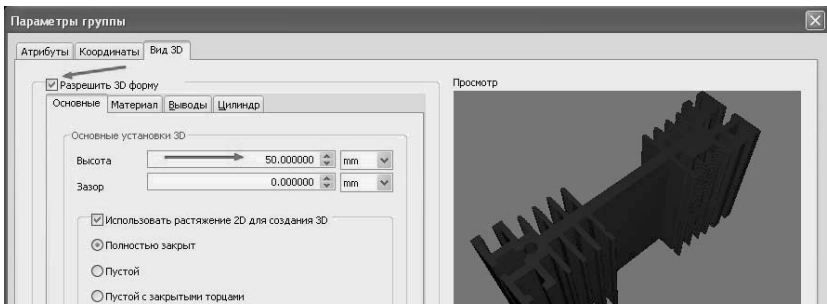 Параметры группы
Атрибуты Координаты Вид 3D
Разрешить 3D форму
Просмотр
Основные Материал Выводы Цилиндр
Основные установки 3D
Высота 50.000000 mm
Зазор 0.000000 mm
Использовать растяжение 2D для создания 3D
Полностью закрыт
Пустой
Пустой с закрытыми торцами